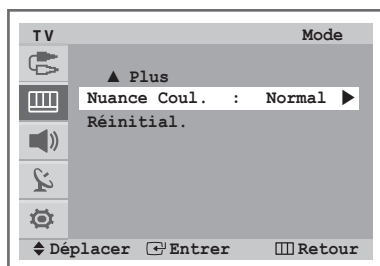 TV Mode
▲ Plus
Nuance Coul. : Normal ▶
Réinitial.
Déplacer Entrer Retour